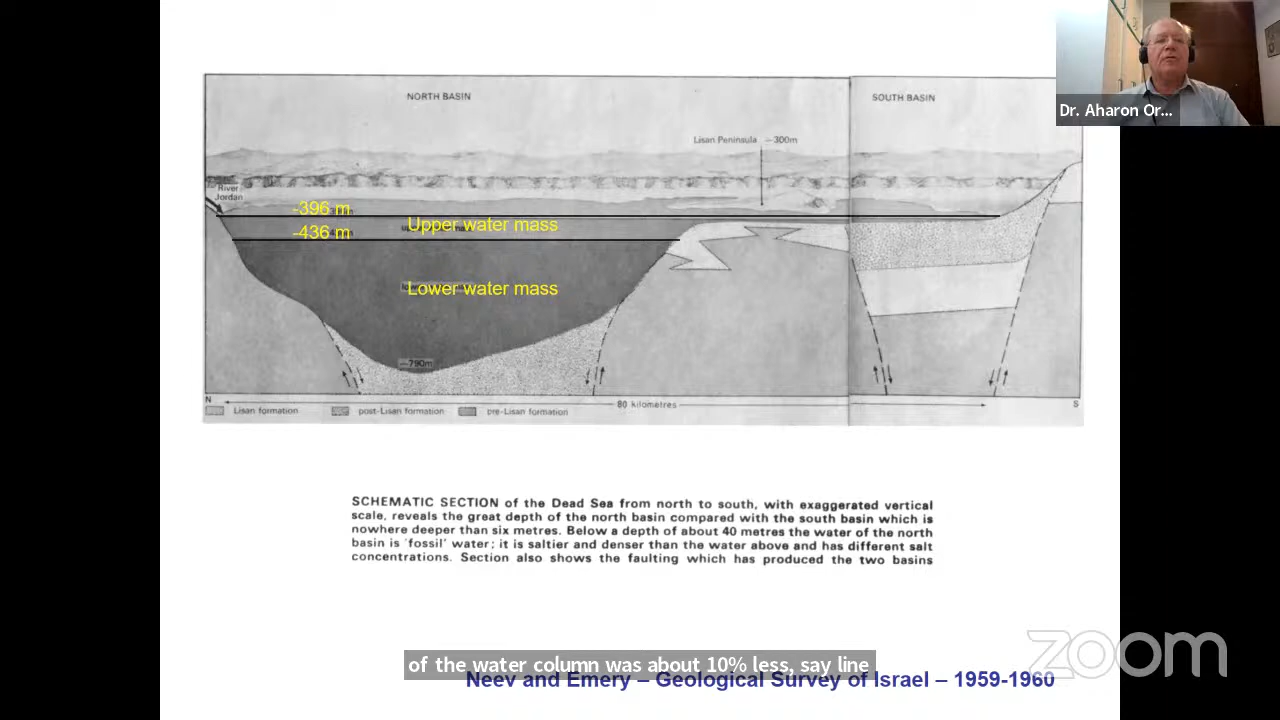 NORTH BASIN
SOUTH BASIN
Dr. Aharon Or...
Lisan Peninsula -300m
River
Jordan
-396 m
Upper water mass
-436 m
Lower water mass
-790m
N
80 kilometres
S
Lisan formation
post-Lisan formation
pre-Lisan formation
SCHEMATIC SECTION of the Dead Sea from north to south, with exaggerated vertical
scale, reveals the great depth of the north basin compared with the south basin which is
nowhere deeper than six metres. Below a depth of about 40 metres the water of the north
basin is 'fossil' water; it is saltier and denser than the water above and has different salt
concentrations. Section also shows the faulting which has produced the two basins
zoom
of the water column was about 10% less, say line
Neev and Emery – Geological Survey of Israel – 1959-1960